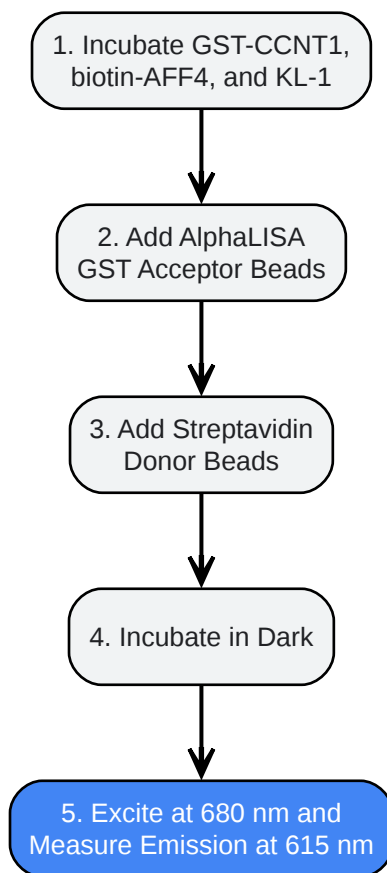 1. Incubate GST-CCNT1,
biotin-AFF4, and KL-1
2. Add AlphaLISA
GST Acceptor Beads
3. Add Streptavidin
Donor Beads
4. Incubate in Dark
5. Excite at 680 nm and
Measure Emission at 615 nm